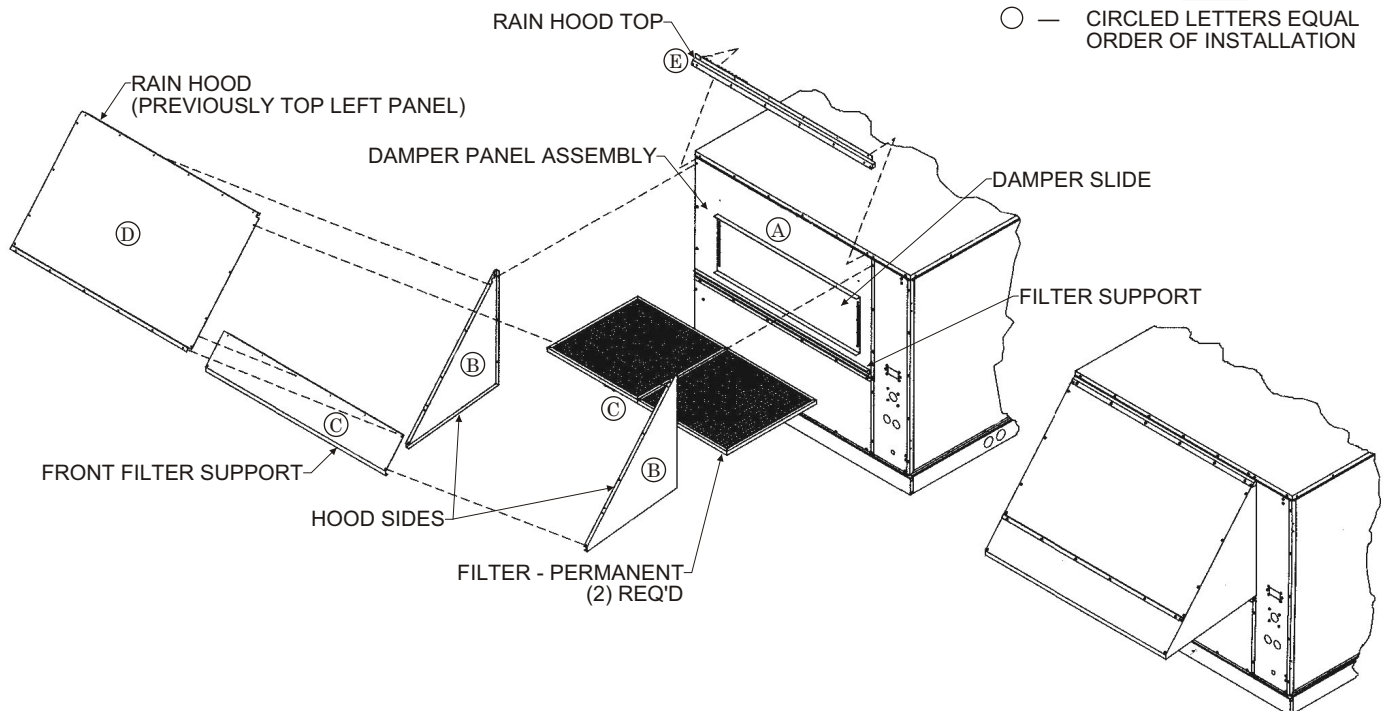 RAIN HOOD TOP
E
○ — CIRCLED LETTERS EQUAL
ORDER OF INSTALLATION
RAIN HOOD
(PREVIOUSLY TOP LEFT PANEL)
DAMPER PANEL ASSEMBLY
DAMPER SLIDE
A
D
FILTER SUPPORT
B
C
C
B
FRONT FILTER SUPPORT
HOOD SIDES
FILTER - PERMANENT
(2) REQ'D